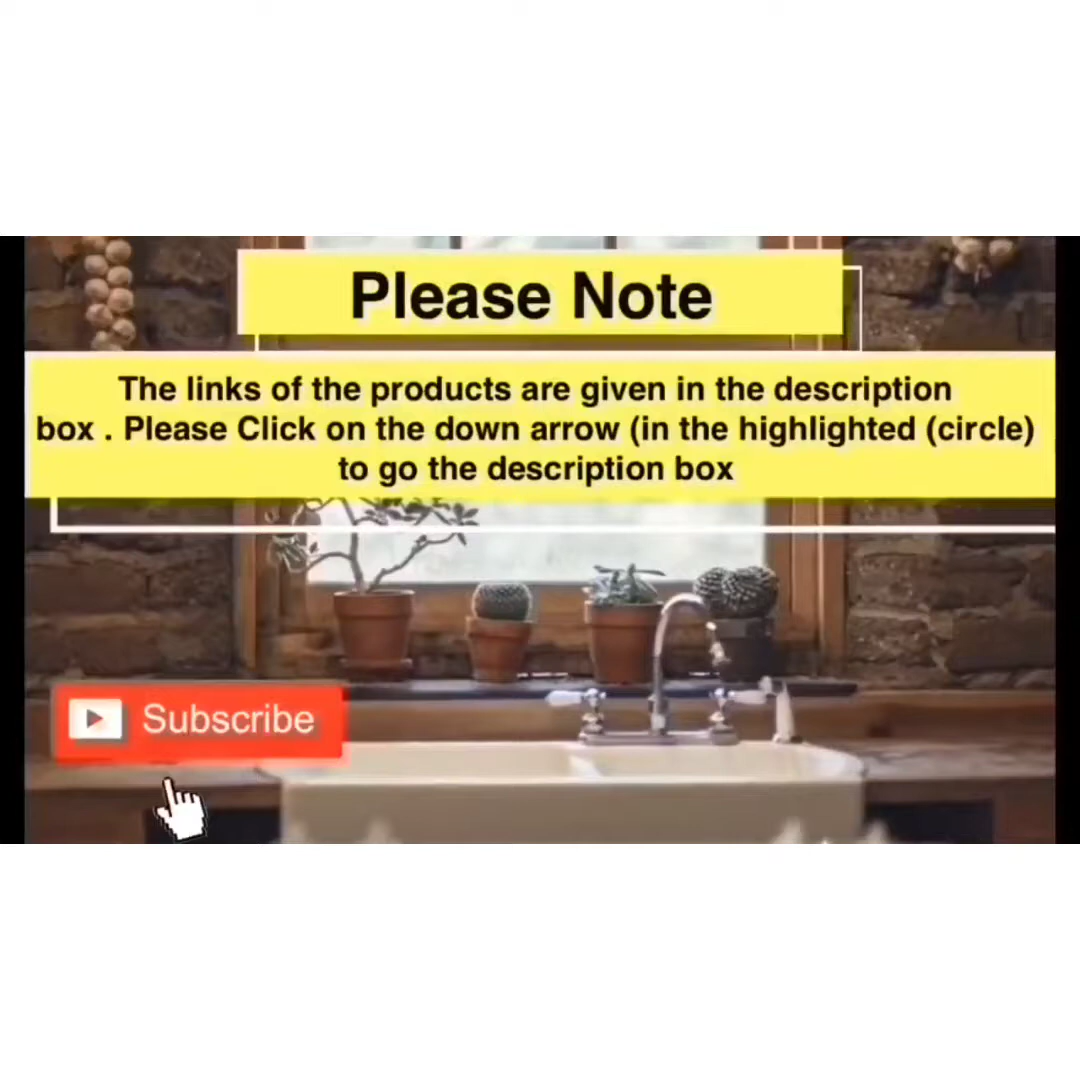 Please Note
The links of the products are given in the description
box . Please Click on the down arrow (in the highlighted (circle)
to go the description box
Subscribe